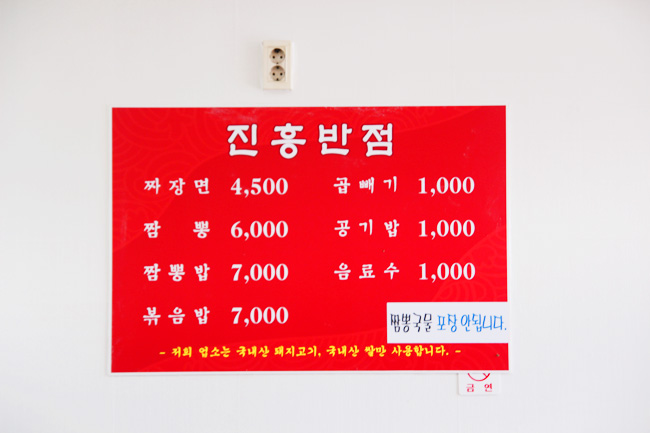 진흥반점
짜장면 4,500 곱빼기 1,000
짬 뽕 6,000 공기밥 1,000
짬뽕밥 7,000 음료수 1,000
볶음밥 7,000
짬뽕국물 포장 안됩니다.
- 저희 업소는 국내산 돼지고기, 국내산 쌀만 사용합니다. -
금 연